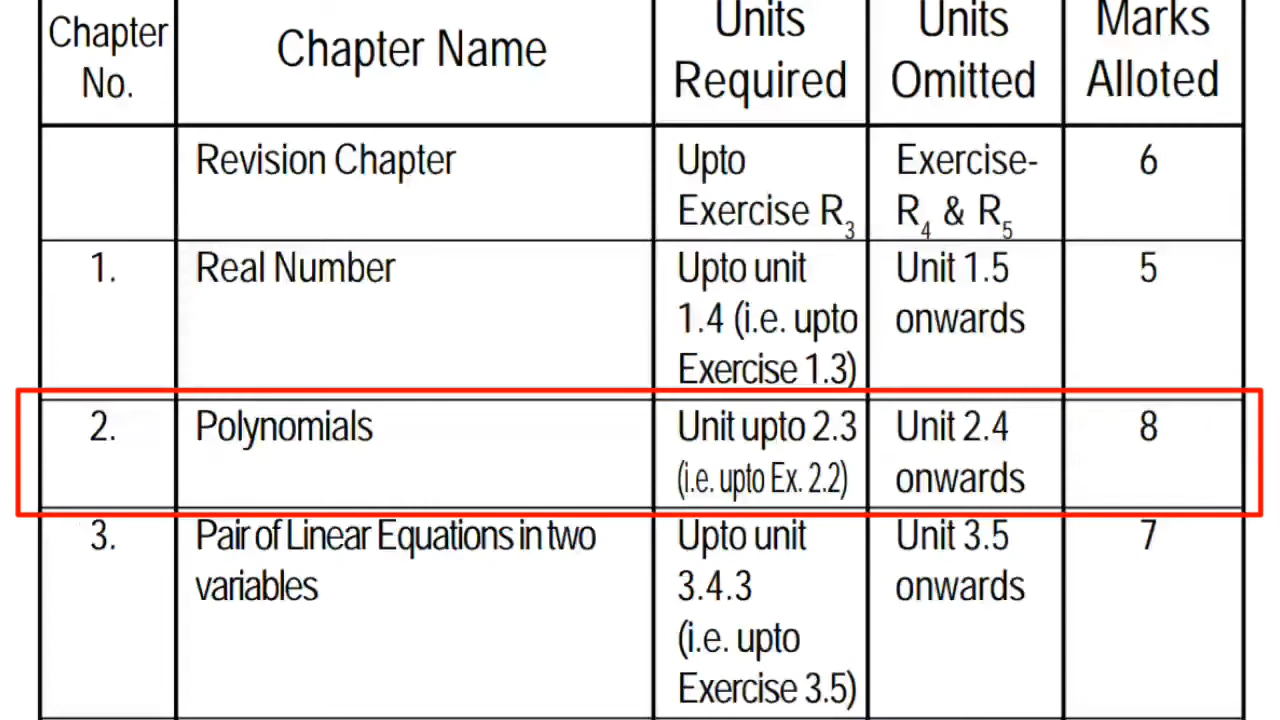 Chapter No.
Chapter Name
Units Required
Units Omitted
Marks Alloted
Revision Chapter
Upto
Exercise R₃
Exercise-
R₄ & R₅
6
1.
Real Number
Upto unit
1.4 (i.e. upto
Exercise 1.3)
Unit 1.5
onwards
5
2.
Polynomials
Unit upto 2.3
(i.e. upto Ex. 2.2)
Unit 2.4
onwards
8
3.
Pair of Linear Equations in two
variables
Upto unit
3.4.3
(i.e. upto
Exercise 3.5)
Unit 3.5
onwards
7